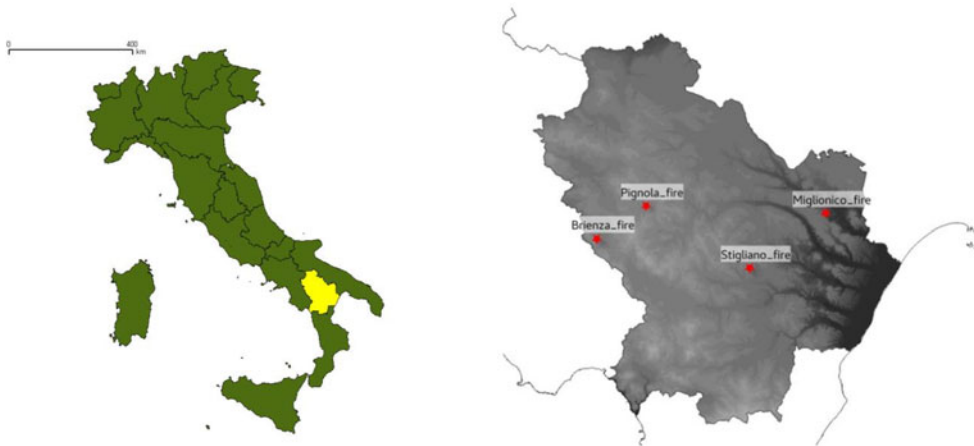 0 400
km
Pignola_fire
Miglionico_fire
Brienza_fire
Stigliano_fire